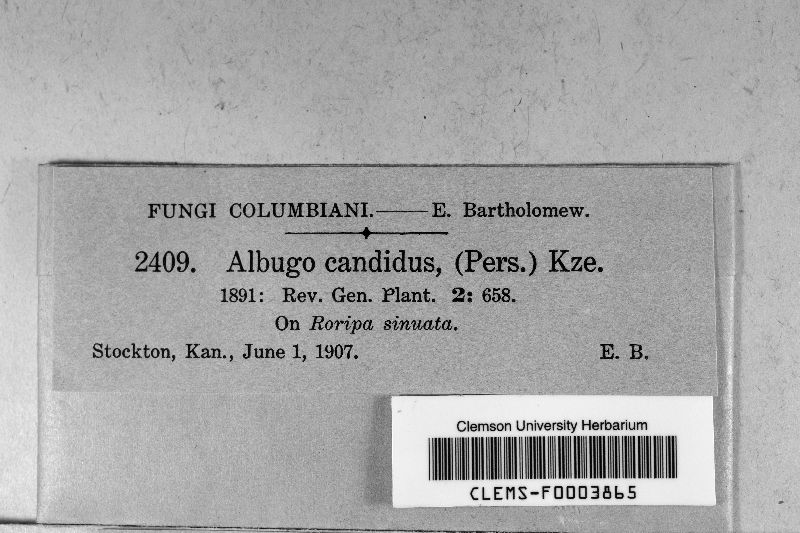 FUNGI COLUMBIANI.——E. Bartholomew.
2409. Albugo candidus, (Pers.) Kze.
1891: Rev. Gen. Plant. 2: 658.
On Roripa sinuata.
Stockton, Kan., June 1, 1907. E. B.
Clemson University Herbarium
CLEMS-F0003865